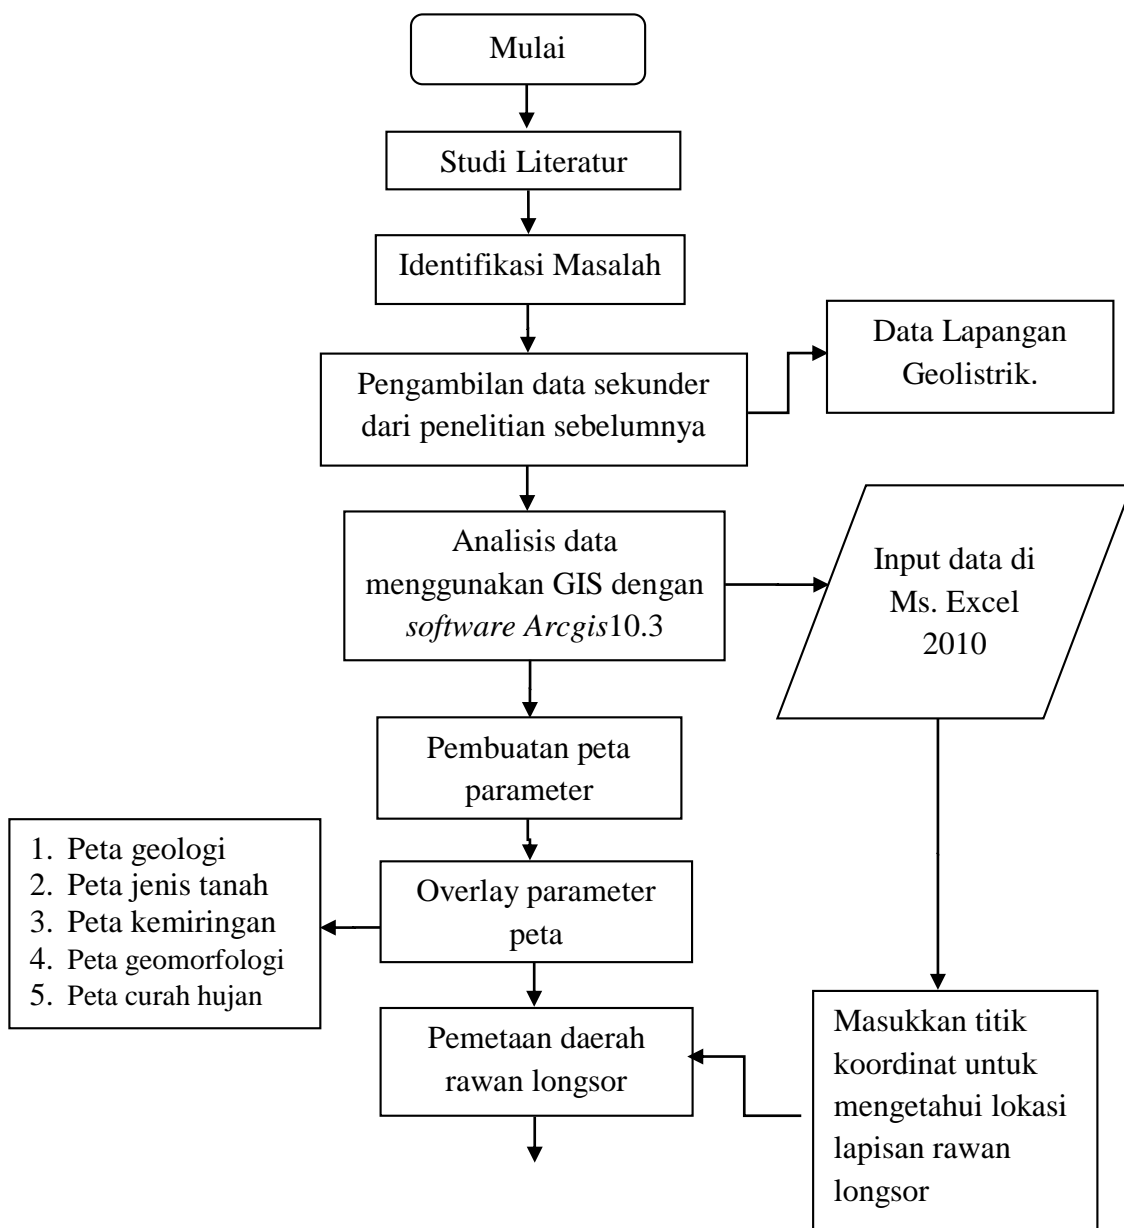 Mulai
Studi Literatur
Identifikasi Masalah
Pengambilan data sekunder
dari penelitian sebelumnya
Data Lapangan
Geolistrik.
Analisis data
menggunakan GIS dengan
software Arcgis10.3
Input data di
Ms. Excel
2010
Pembuatan peta
parameter
Overlay parameter
peta
1. Peta geologi
2. Peta jenis tanah
3. Peta kemiringan
4. Peta geomorfologi
5. Peta curah hujan
Pemetaan daerah
rawan longsor
Masukkan titik
koordinat untuk
mengetahui lokasi
lapisan rawan
longsor